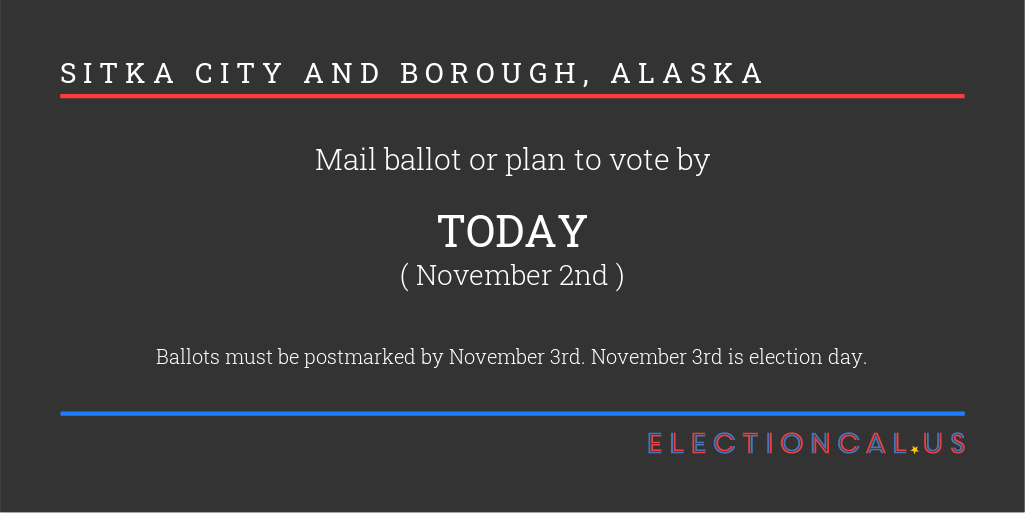 SITKA CITY AND BOROUGH, ALASKA
Mail ballot or plan to vote by
TODAY
( November 2nd )
Ballots must be postmarked by November 3rd. November 3rd is election day.
ELECTIONCAL.US